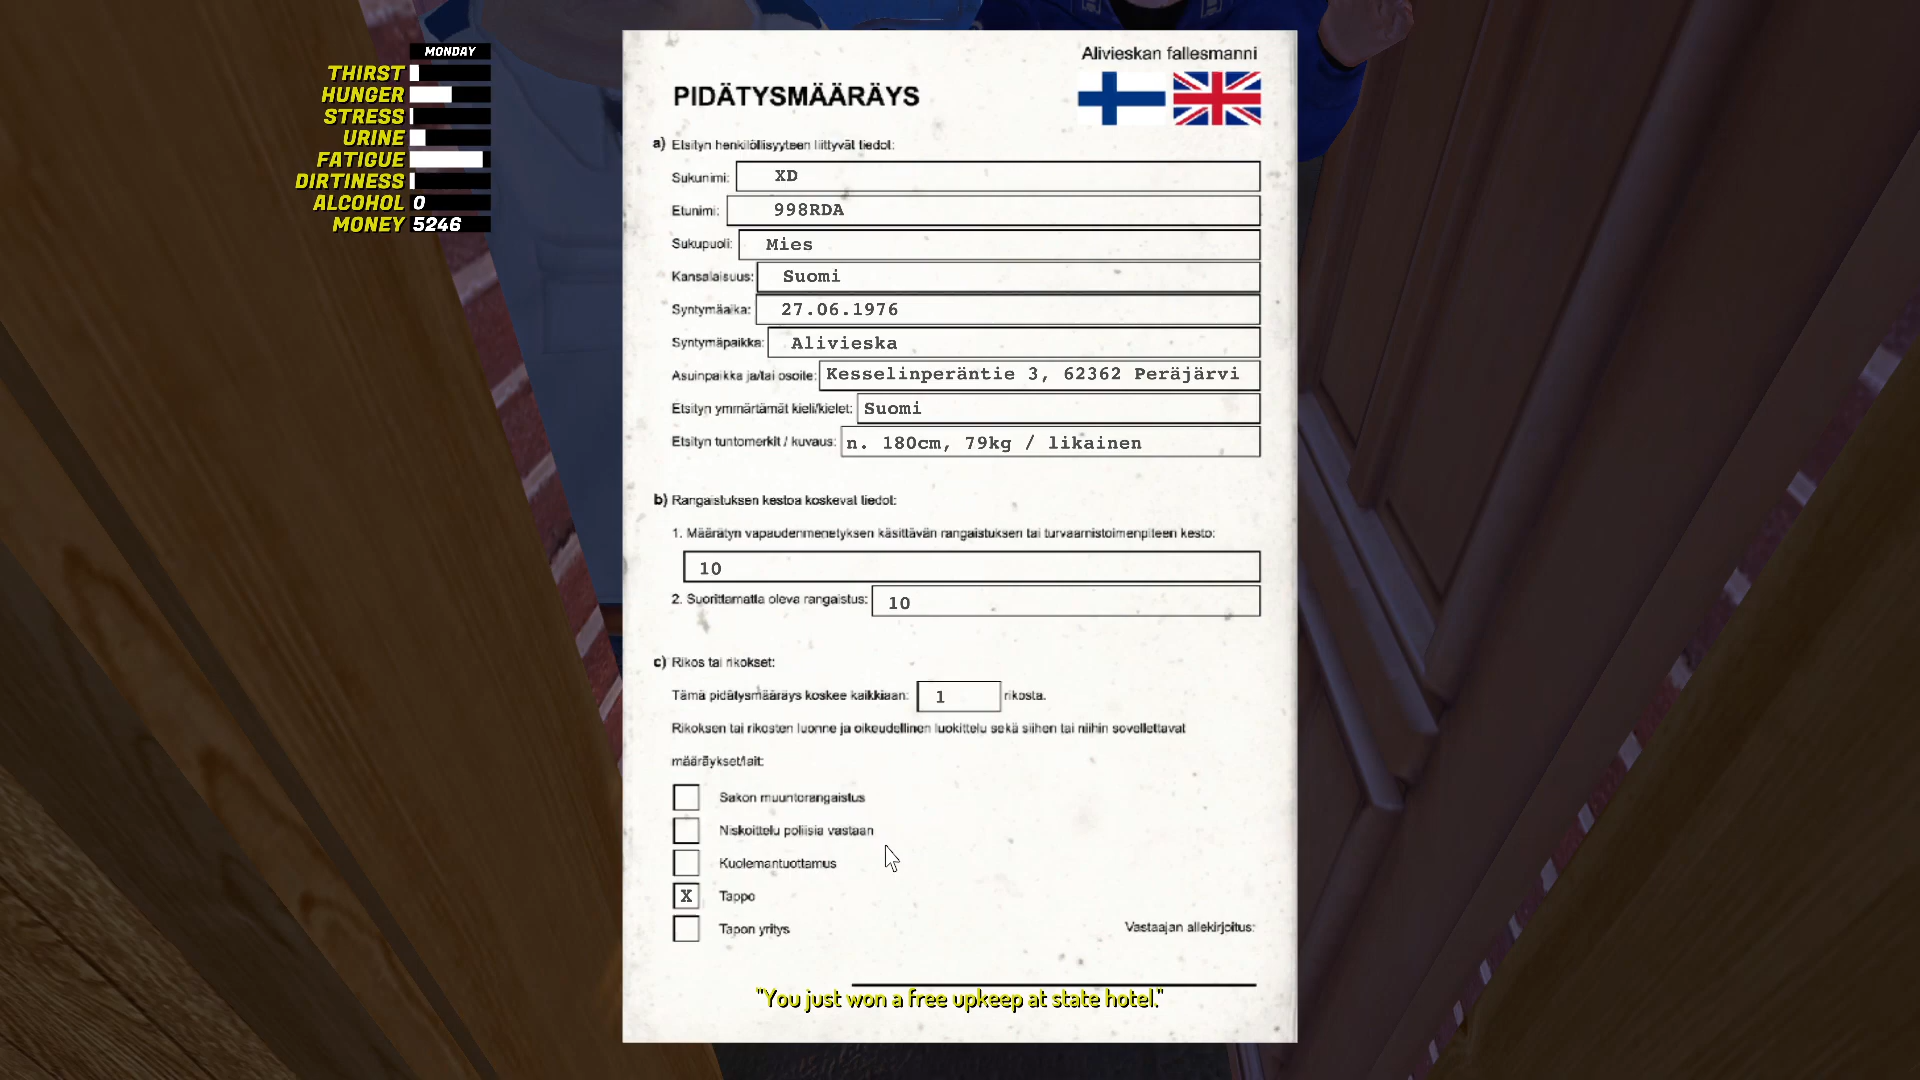 MONDAY
THIRST
HUNGER
STRESS
URINE
FATIGUE
DIRTINESS
ALCOHOL 0
MONEY 5246
Alivieskan fallesmanni
PIDÄTYSMÄÄRÄYS
a) Etsityn henkilöllisyyteen liittyvät tiedot:
Sukunimi: XD
Etunimi: 998RDA
Sukupuoli: Mies
Kansalaisuus: Suomi
Syntymäaika: 27.06.1976
Syntymäpaikka: Alivieska
Asuinpaikka ja/tai osoite: Kesselinperäntie 3, 62362 Peräjärvi
Etsityn ymmärtämät kieli/kielet: Suomi
Etsityn tuntomerkit / kuvaus: n. 180cm, 79kg / likainen
b) Rangaistuksen kestoa koskevat tiedot:
1. Määrätyn vapaudenmenetyksen käsittävän rangaistuksen tai turvaamistoimenpiteen kesto:
10
2. Suorittamatta oleva rangaistus: 10
c) Rikos tai rikokset:
Tämä pidätysmääräys koskee kaikkiaan: 1 rikosta.
Rikoksen tai rikosten luonne ja oikeudellinen luokittelu sekä siihen tai niihin sovellettavat
määräykset/lait:
Sakon muuntorangaistus
Niskoittelu poliisia vastaan
Kuolemantuottamus
X Tappo
Tapon yritys
Vastaajan allekirjoitus:
"You just won a free upkeep at state hotel."